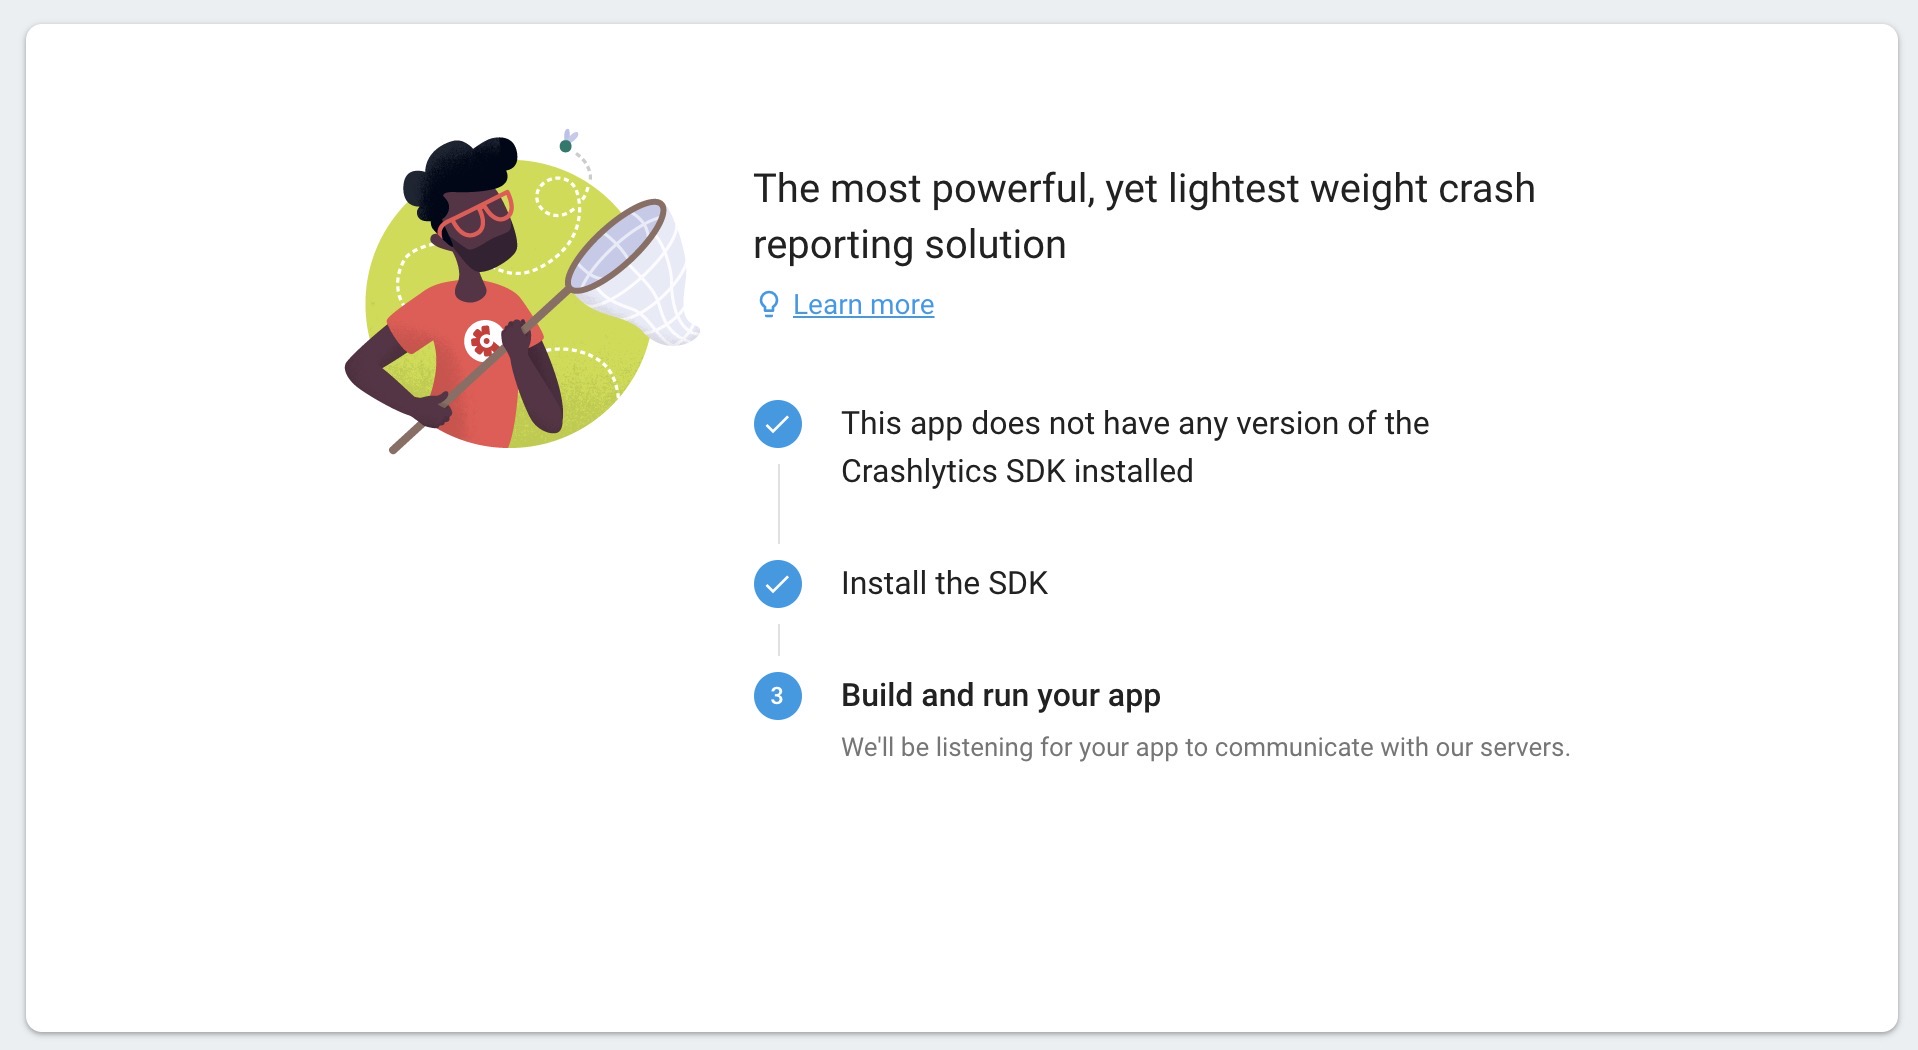 The most powerful, yet lightest weight crash
reporting solution
Learn more
This app does not have any version of the
Crashlytics SDK installed
Install the SDK
3 Build and run your app
We'll be listening for your app to communicate with our servers.